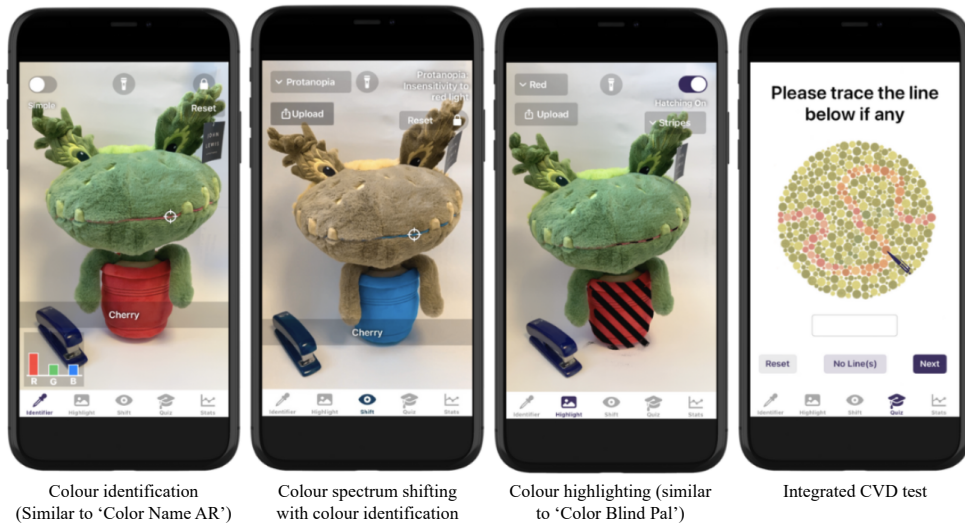 Simple
Reset
JOHN
LEWIS
Cherry
R G B
Identifier Highlight Shift Quiz Stats
Protanopia
Protanopia:
Insensitivity to
red light
Upload
Reset
Cherry
Identifier Highlight Shift Quiz Stats
Red
Hatching On
Upload
Stripes
Identifier Highlight Shift Quiz Stats
Please trace the line
below if any
Reset No Line(s) Next
Identifier Highlight Shift Quiz Stats
Colour identification
(Similar to ‘Color Name AR’)
Colour spectrum shifting
with colour identification
Colour highlighting (similar
to ‘Color Blind Pal’)
Integrated CVD test